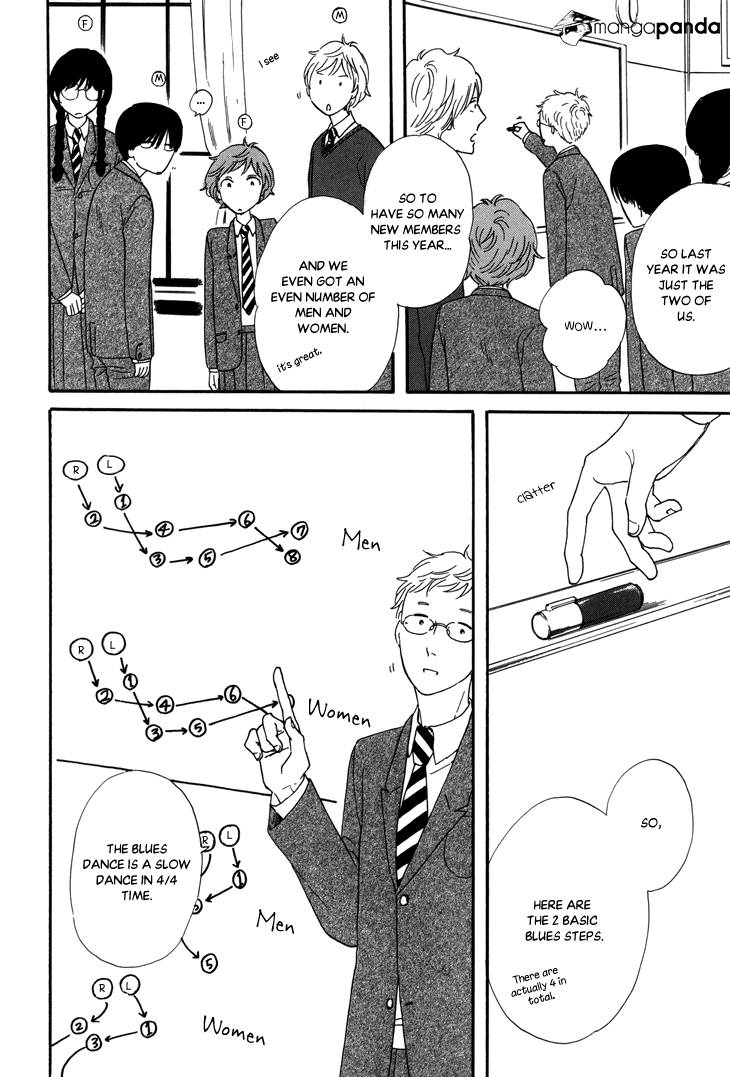 mangapanda
SO LAST
YEAR IT WAS
JUST THE
TWO OF
US.
WOW...
SO TO
HAVE SO MANY
NEW MEMBERS
THIS YEAR...
M
I see
AND WE
EVEN GOT AN
EVEN NUMBER OF
MEN AND
WOMEN.
it's great.
F
...
M
F
clatter
SO,
HERE ARE
THE 2 BASIC
BLUES STEPS.
There are
actually 4 in
total.
R L
1
2 4 6 7
3 5 8
Men
R L
1
2 4 6
3 5
Women
THE BLUES
DANCE IS A SLOW
DANCE IN 4/4
TIME.
R L
1
5
Men
R L
2 1
3
Women